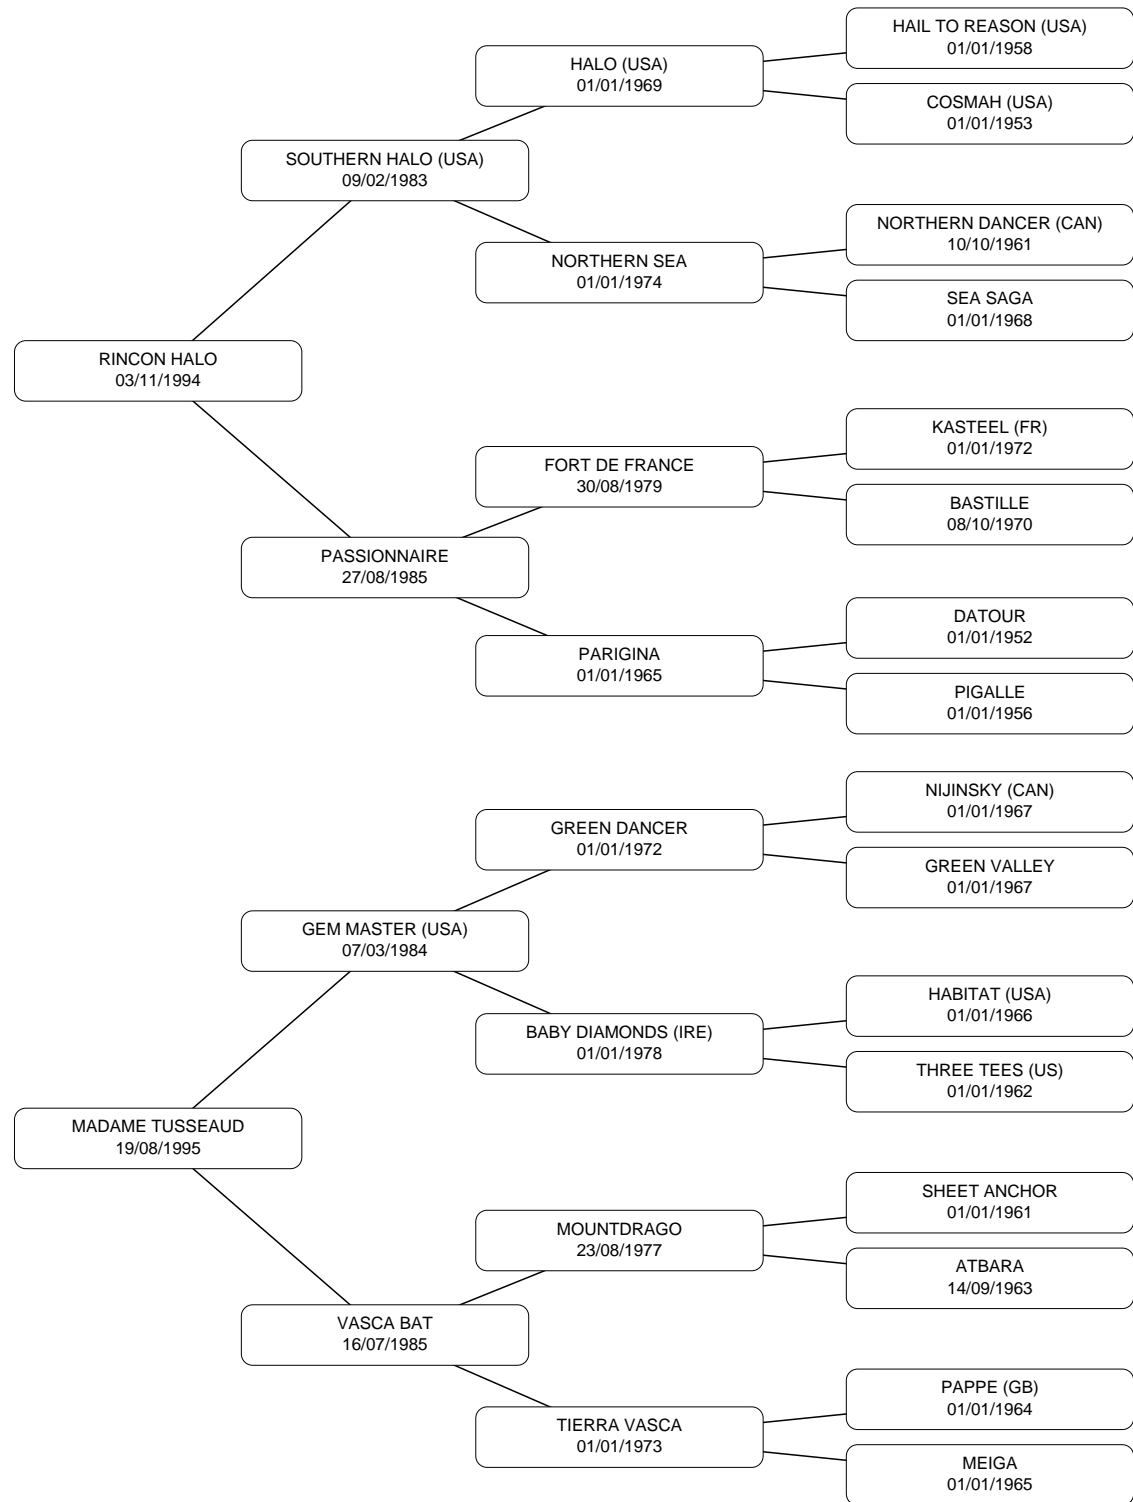 HAIL TO REASON (USA)
01/01/1958
HALO (USA)
01/01/1969
COSMAH (USA)
01/01/1953
SOUTHERN HALO (USA)
09/02/1983
NORTHERN DANCER (CAN)
10/10/1961
NORTHERN SEA
01/01/1974
SEA SAGA
01/01/1968
RINCON HALO
03/11/1994
KASTEEL (FR)
01/01/1972
FORT DE FRANCE
30/08/1979
BASTILLE
08/10/1970
PASSIONNAIRE
27/08/1985
DATOUR
01/01/1952
PARIGINA
01/01/1965
PIGALLE
01/01/1956
NIJINSKY (CAN)
01/01/1967
GREEN DANCER
01/01/1972
GREEN VALLEY
01/01/1967
GEM MASTER (USA)
07/03/1984
HABITAT (USA)
01/01/1966
BABY DIAMONDS (IRE)
01/01/1978
THREE TEES (US)
01/01/1962
MADAME TUSSEAUD
19/08/1995
SHEET ANCHOR
01/01/1961
MOUNTDRAGO
23/08/1977
ATBARA
14/09/1963
VASCA BAT
16/07/1985
PAPPE (GB)
01/01/1964
TIERRA VASCA
01/01/1973
MEIGA
01/01/1965